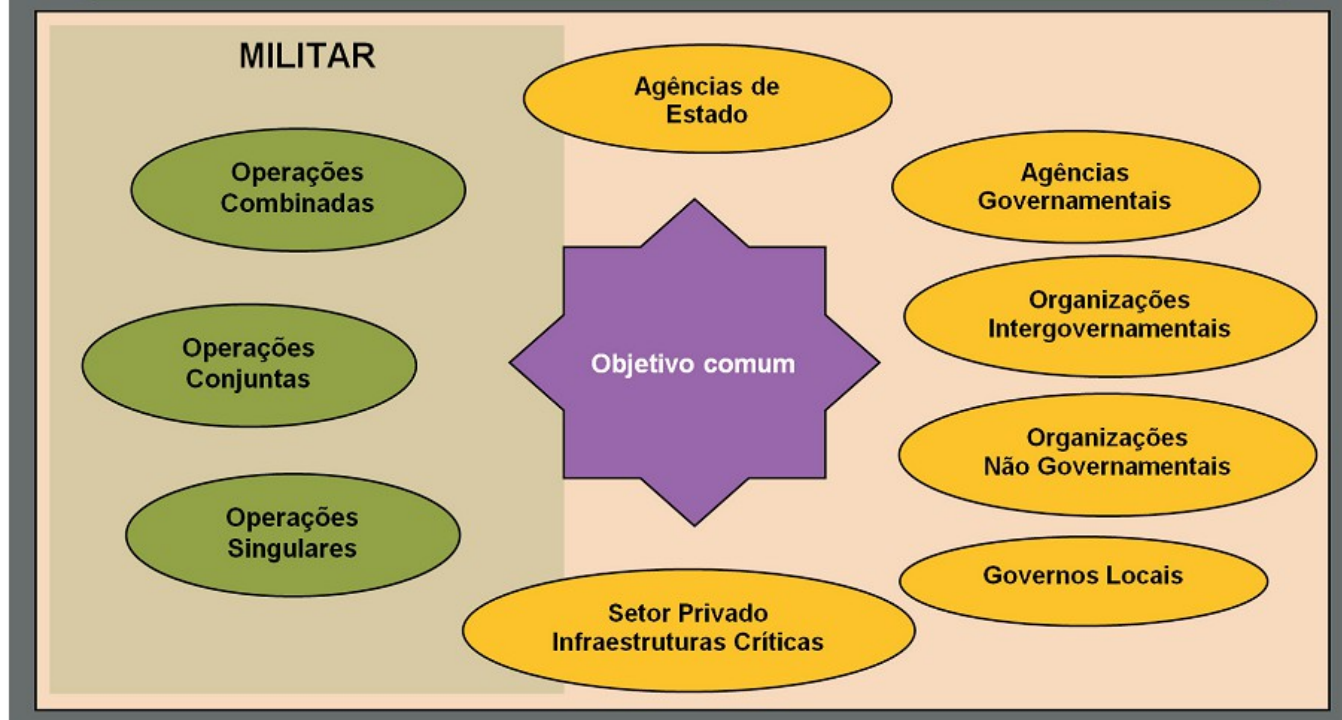 MILITAR
Operações
Combinadas
Operações
Conjuntas
Operações
Singulares
Agências de
Estado
Objetivo comum
Setor Privado
Infraestruturas Críticas
Agências
Governamentais
Organizações
Intergovernamentais
Organizações
Não Governamentais
Governos Locais